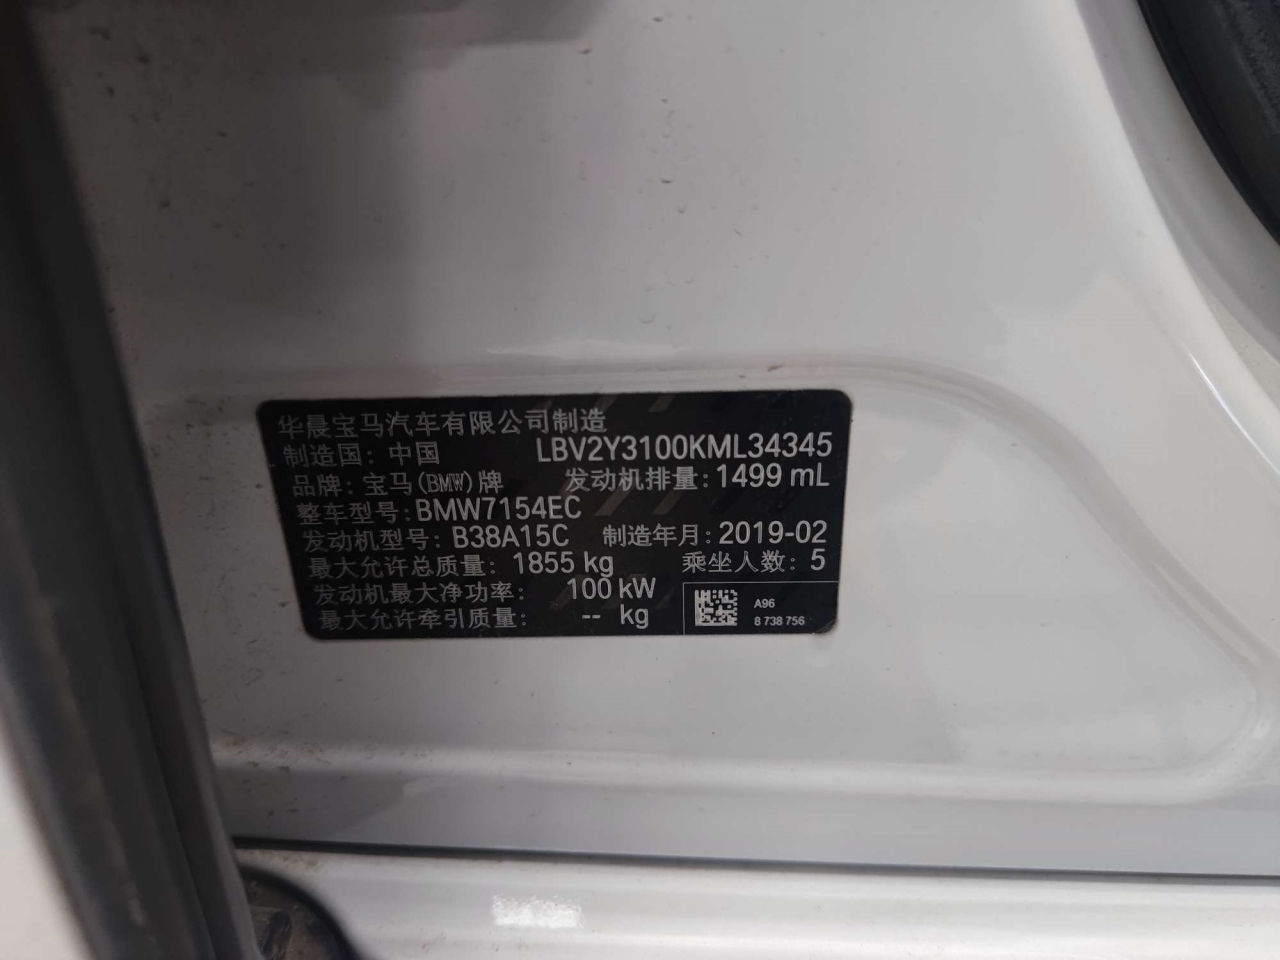 华晨宝马汽车有限公司制造
制造国: 中国 LBV2Y3100KML34345
品牌: 宝马(BMW)牌 发动机排量: 1499 mL
整车型号: BMW7154EC
发动机型号: B38A15C 制造年月: 2019-02
最大允许总质量: 1855 kg 乘坐人数: 5
发动机最大净功率: 100 kW
最大允许牵引质量: -- kg
A96
8 738 756